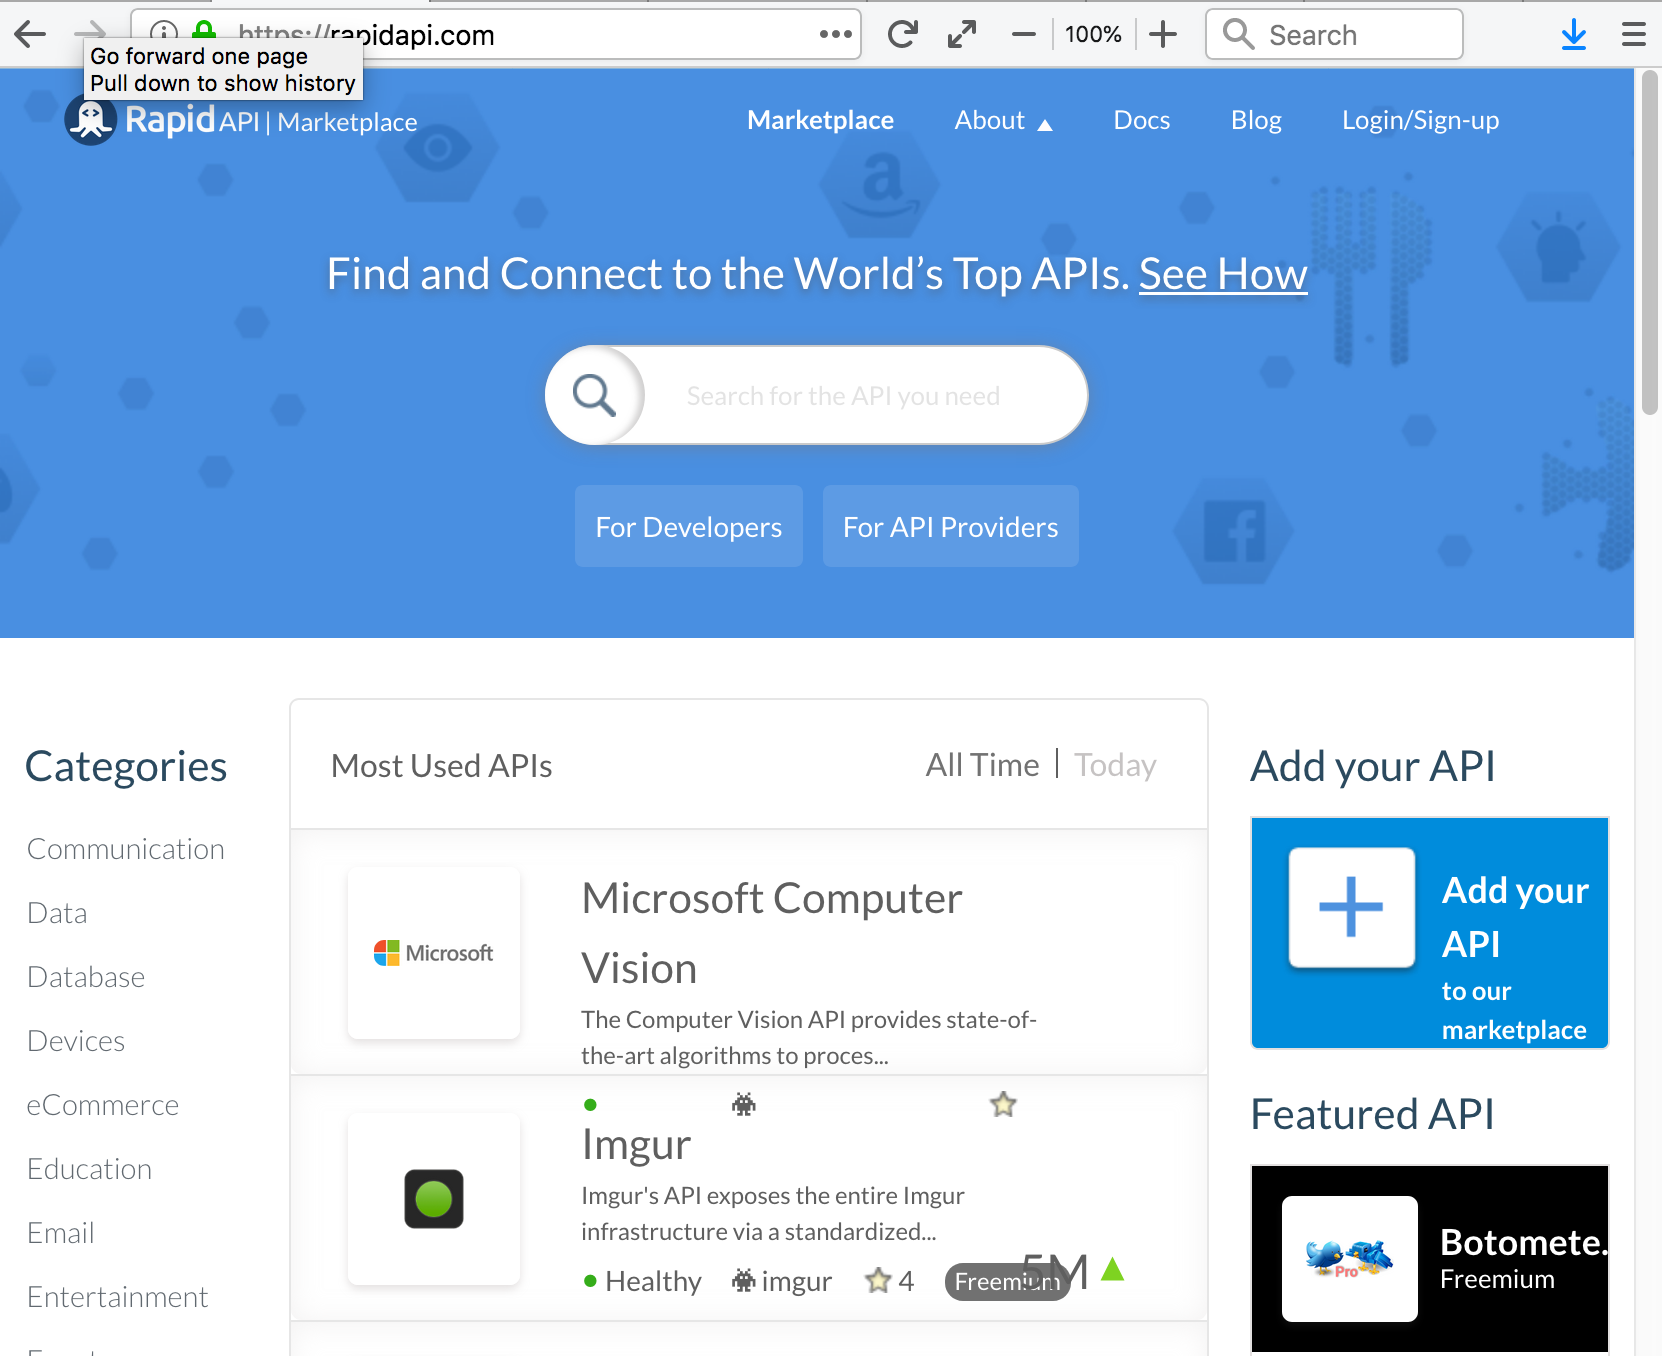 https://rapidapi.com
100%
Search
Go forward one page
Pull down to show history
RapidAPI | Marketplace
Marketplace
About
Docs
Blog
Login/Sign-up
Find and Connect to the World’s Top APIs. See How
Search for the API you need
For Developers
For API Providers
Categories
Communication
Data
Database
Devices
eCommerce
Education
Email
Entertainment
Most Used APIs
All Time | Today
Microsoft
Microsoft Computer
Vision
The Computer Vision API provides state-of-
the-art algorithms to proces...
Imgur
Imgur's API exposes the entire Imgur
infrastructure via a standardized...
Healthy
imgur
4
Freemium
5M
Add your API
Add your
API
to our
marketplace
Featured API
Pro
Botomete.
Freemium